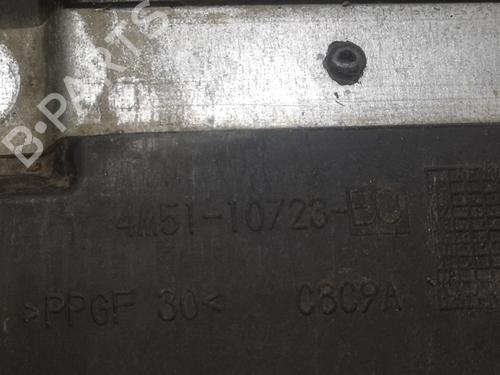 B-PARTS
4M51-10723-BC
>PPGF 30< C8C9A